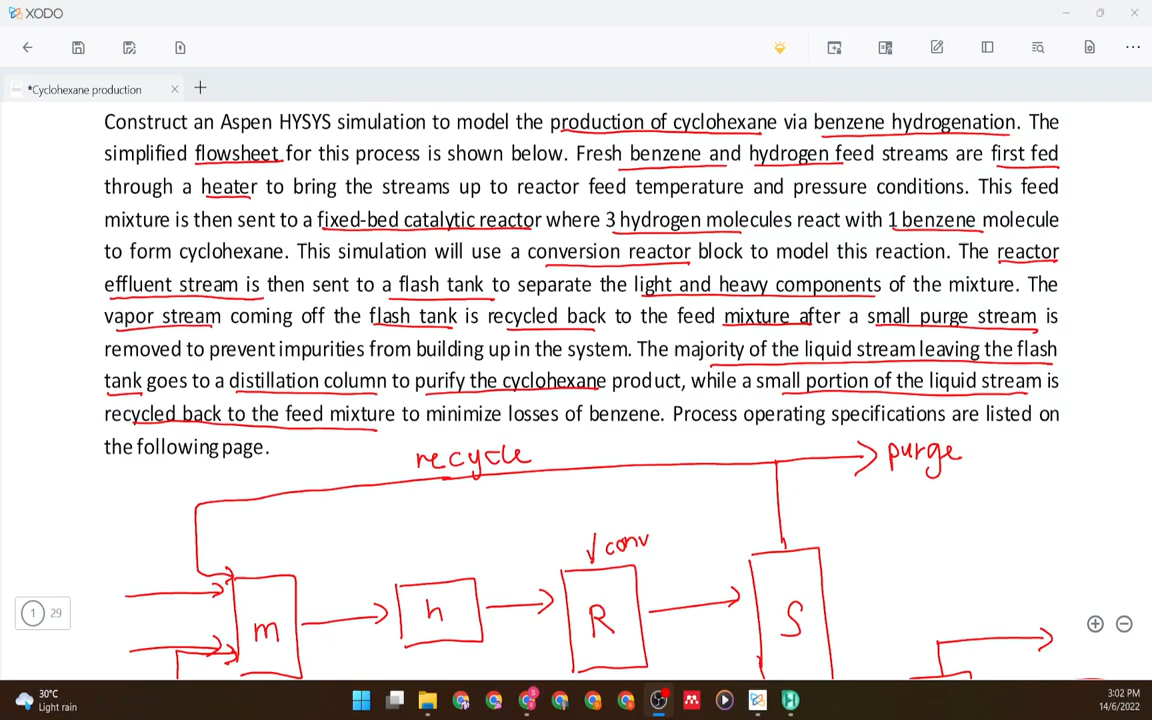 XODO
*Cyclohexane production
Construct an Aspen HYSYS simulation to model the production of cyclohexane via benzene hydrogenation. The
simplified flowsheet for this process is shown below. Fresh benzene and hydrogen feed streams are first fed
through a heater to bring the streams up to reactor feed temperature and pressure conditions. This feed
mixture is then sent to a fixed-bed catalytic reactor where 3 hydrogen molecules react with 1 benzene molecule
to form cyclohexane. This simulation will use a conversion reactor block to model this reaction. The reactor
effluent stream is then sent to a flash tank to separate the light and heavy components of the mixture. The
vapor stream coming off the flash tank is recycled back to the feed mixture after a small purge stream is
removed to prevent impurities from building up in the system. The majority of the liquid stream leaving the flash
tank goes to a distillation column to purify the cyclohexane product, while a small portion of the liquid stream is
recycled back to the feed mixture to minimize losses of benzene. Process operating specifications are listed on
the following page.
recycle
purge
conv
m
h
R
S
1 29
30°C
Light rain
3:02 PM
14/6/2022